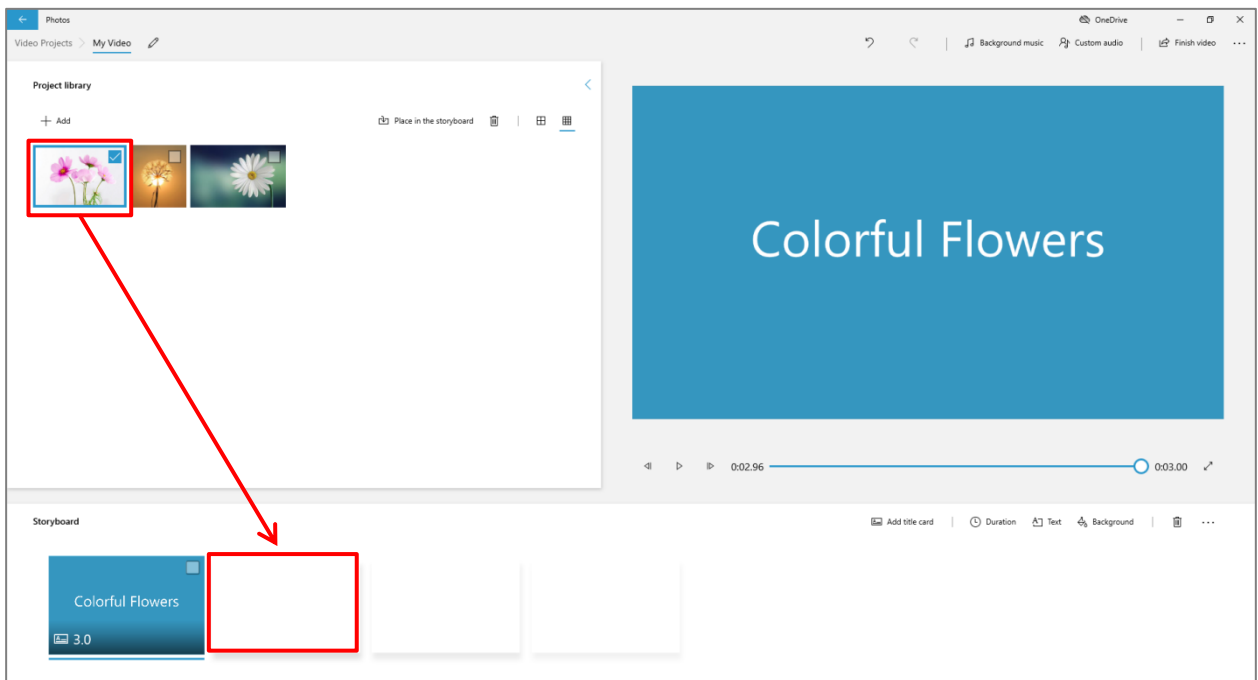 Photos
OneDrive
Video Projects > My Video
Background music
Custom audio
Finish video
Project library
Add
Place in the storyboard
Colorful Flowers
0:02.96
0:03.00
Storyboard
Add title card
Duration
Text
Background
Colorful Flowers
3.0